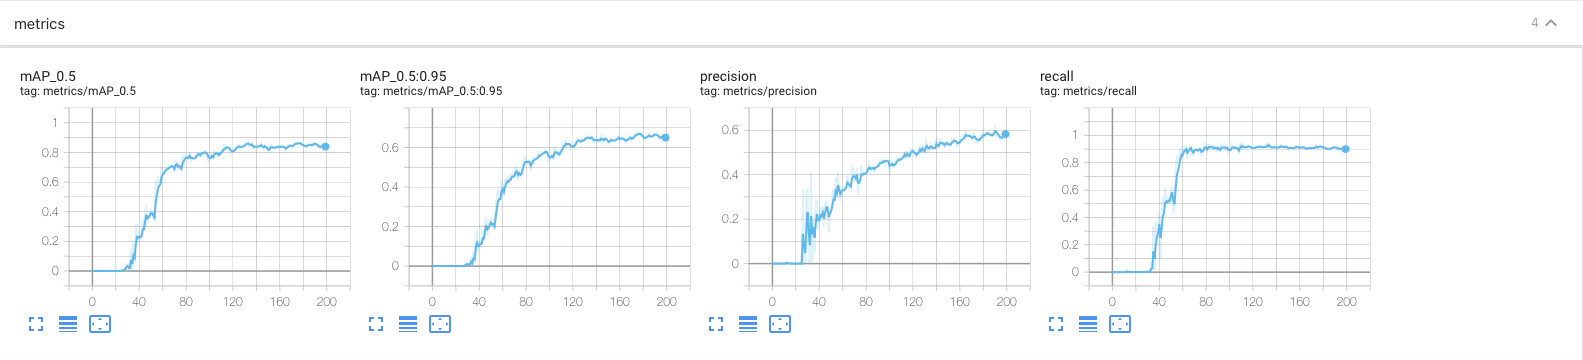 metrics 4
mAP_0.5
tag: metrics/mAP_0.5
1
0.8
0.6
0.4
0.2
0
0 40 80 120 160 200
mAP_0.5:0.95
tag: metrics/mAP_0.5:0.95
0.6
0.4
0.2
0
0 40 80 120 160 200
precision
tag: metrics/precision
0.6
0.4
0.2
0
0 40 80 120 160 200
recall
tag: metrics/recall
1
0.8
0.6
0.4
0.2
0
0 40 80 120 160 200